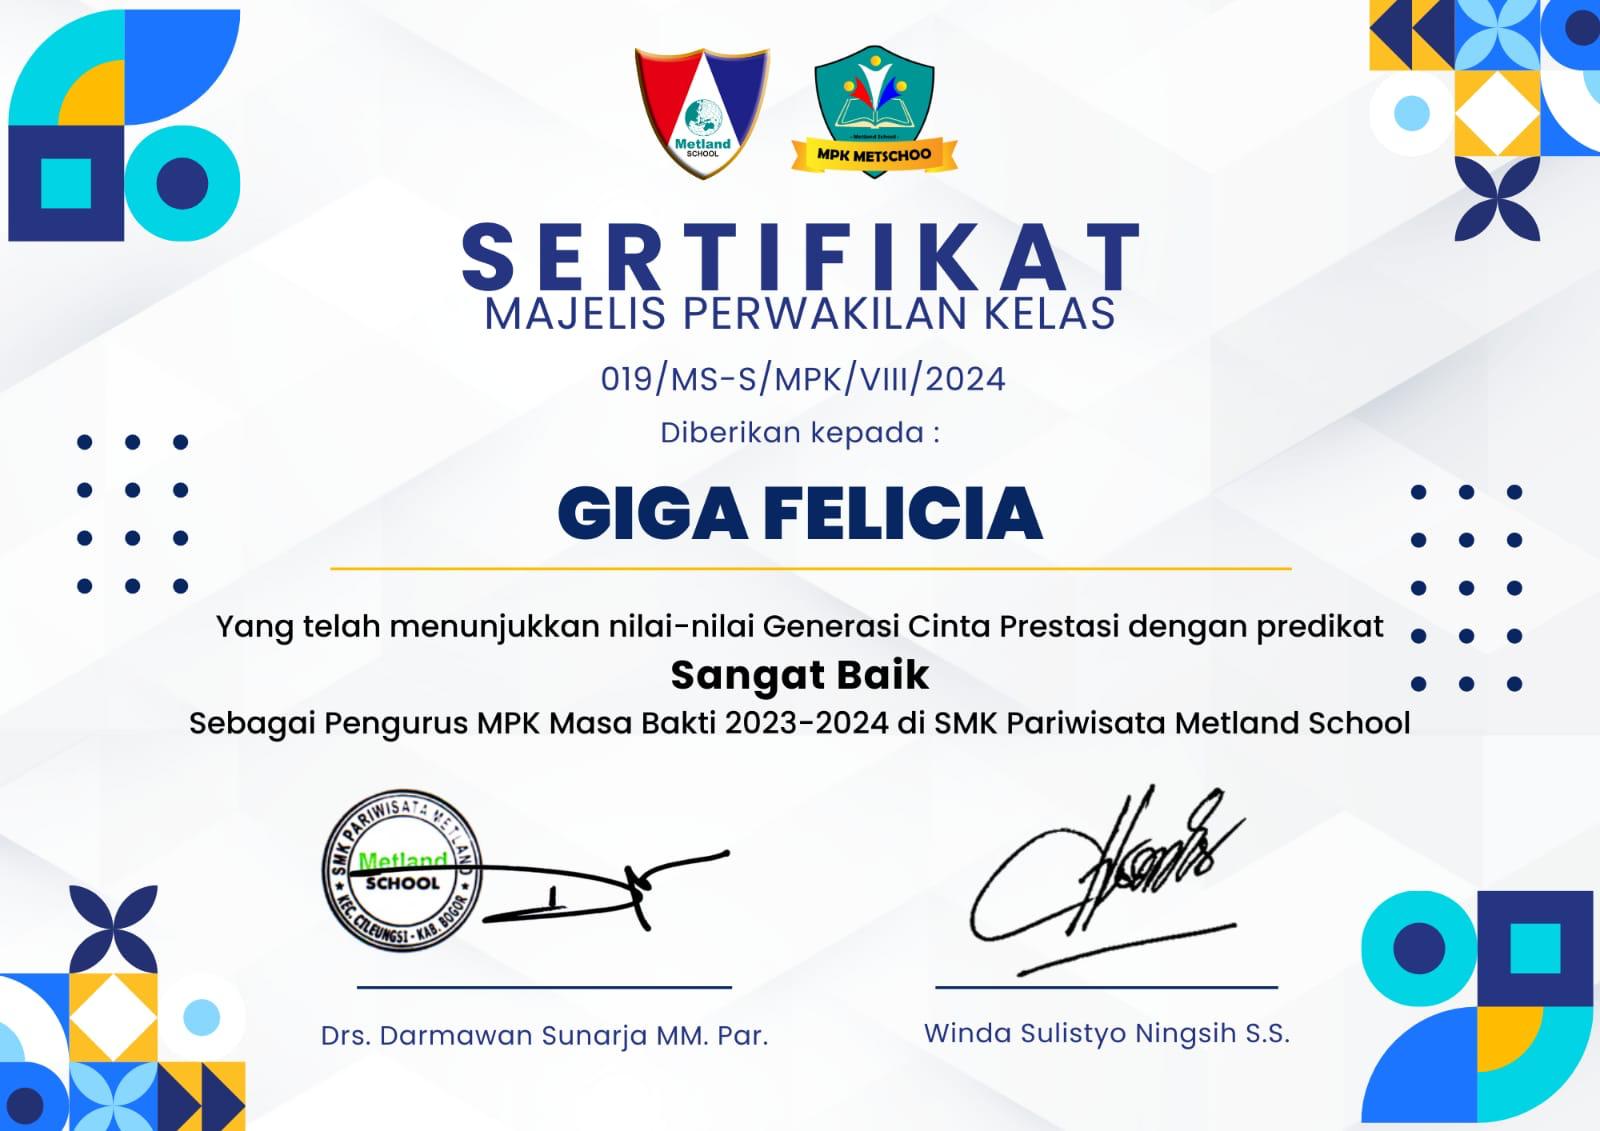 Metland
SCHOOL
- Metland School -
MPK METSCHOO
SERTIFIKAT
MAJELIS PERWAKILAN KELAS
019/MS-S/MPK/VIII/2024
Diberikan kepada :
GIGA FELICIA
Yang telah menunjukkan nilai-nilai Generasi Cinta Prestasi dengan predikat
Sangat Baik
Sebagai Pengurus MPK Masa Bakti 2023-2024 di SMK Pariwisata Metland School
SMK PARIWISATA METLAND
Metland
SCHOOL
KEC. CILEUNGSI - KAB. BOGOR
Drs. Darmawan Sunarja MM. Par.
Winda Sulistyo Ningsih S.S.